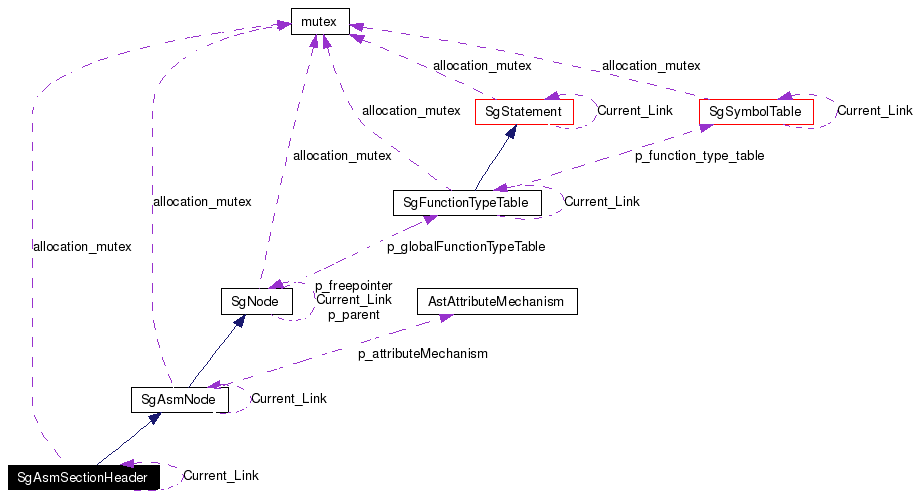 mutex
allocation_mutex
allocation_mutex
SgStatement
Current_Link
SgSymbolTable
Current_Link
allocation_mutex
allocation_mutex
p_function_type_table
SgFunctionTypeTable
Current_Link
allocation_mutex
allocation_mutex
p_globalFunctionTypeTable
SgNode
p_freepointer
Current_Link
p_parent
AstAttributeMechanism
p_attributeMechanism
SgAsmNode
Current_Link
SgAsmSectionHeader
Current_Link